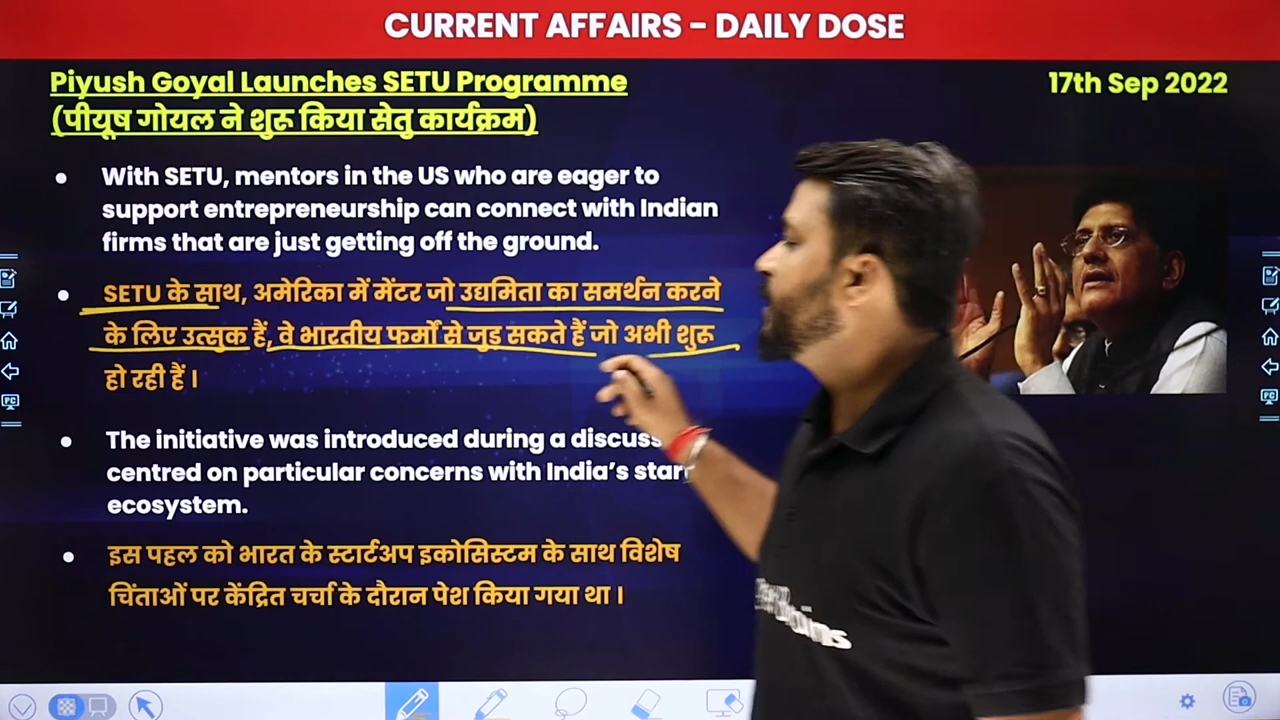 CURRENT AFFAIRS – DAILY DOSE
Piyush Goyal Launches SETU Programme
(पीयूष गोयल ने शुरू किया सेतु कार्यक्रम)
17th Sep 2022
With SETU, mentors in the US who are eager to
support entrepreneurship can connect with Indian
firms that are just getting off the ground.
SETU के साथ, अमेरिका में मेंटर जो उद्यमिता का समर्थन करने
के लिए उत्सुक हैं, वे भारतीय फर्मों से जुड़ सकते हैं जो अभी शुरू
हो रही हैं ।
The initiative was introduced during a
centred on particular concerns with India’s
ecosystem.
इस पहल को भारत के स्टार्टअप इकोसिस्टम के साथ विशेष
चिंताओं पर केंद्रित चर्चा के दौरान पेश किया गया था ।